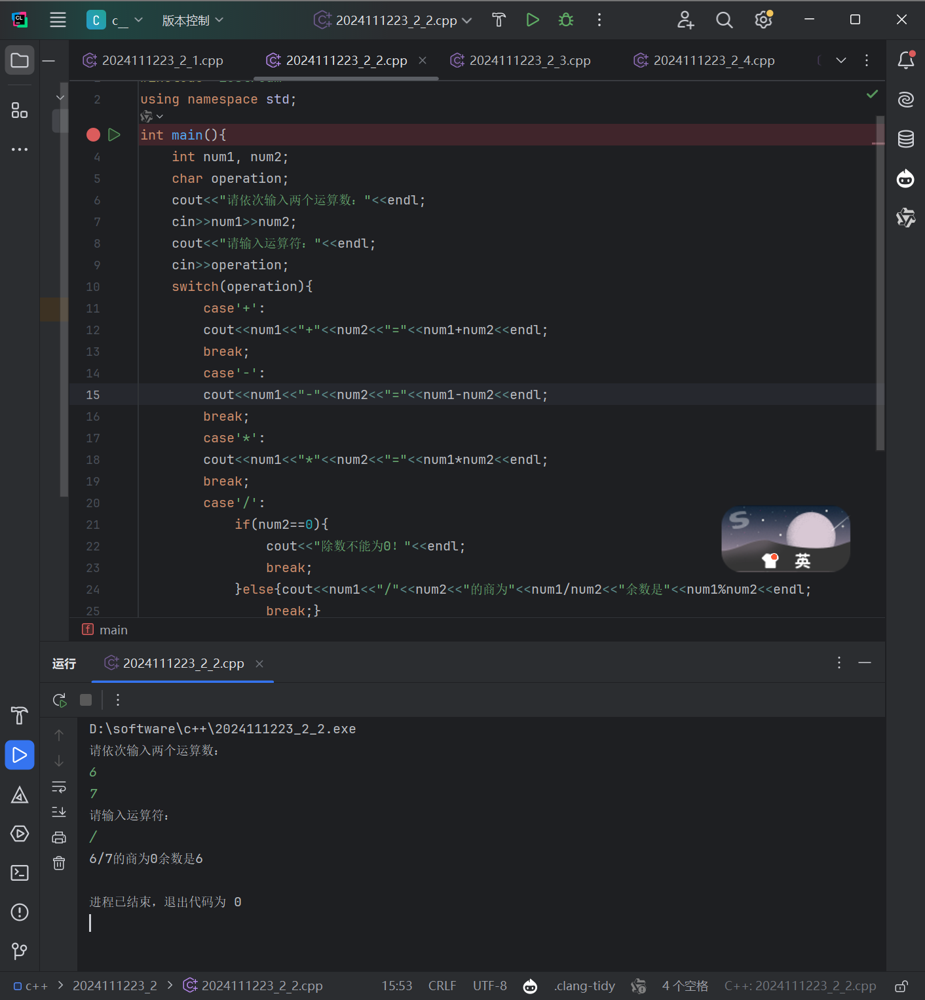 CL C c__ 版本控制 2024111223_2_2.cpp
2024111223_2_1.cpp 2024111223_2_2.cpp 2024111223_2_3.cpp 2024111223_2_4.cpp
2 using namespace std;
int main(){
4 int num1, num2;
5 char operation;
6 cout<<"请依次输入两个运算数："<<endl;
7 cin>>num1>>num2;
8 cout<<"请输入运算符："<<endl;
9 cin>>operation;
10 switch(operation){
11 case'+':
12 cout<<num1<<"+"<<num2<<"="<<num1+num2<<endl;
13 break;
14 case'-':
15 cout<<num1<<"-"<<num2<<"="<<num1-num2<<endl;
16 break;
17 case'*':
18 cout<<num1<<"*"<<num2<<"="<<num1*num2<<endl;
19 break;
20 case'/':
21 if(num2==0){
22 cout<<"除数不能为0！"<<endl;
23 break;
24 }else{cout<<num1<<"/"<<num2<<"的商为"<<num1/num2<<"余数是"<<num1%num2<<endl;
25 break;}
S
英
f main
运行 2024111223_2_2.cpp
D:\software\c++\2024111223_2_2.exe
请依次输入两个运算数：
6
7
请输入运算符：
/
6/7的商为0余数是6
进程已结束，退出代码为 0
c++ > 2024111223_2 > 2024111223_2_2.cpp 15:53 CRLF UTF-8 .clang-tidy 4 个空格 C++: 2024111223_2_2.cpp